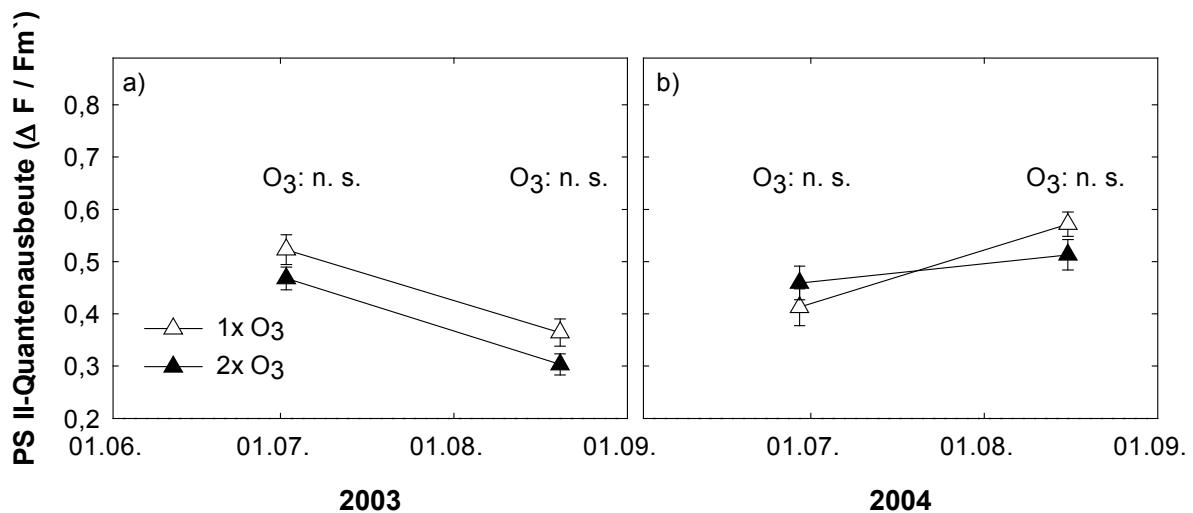 PS II-Quantenausbeute (Δ F / Fm`)
0,8
0,7
0,6
0,5
0,4
0,3
0,2
a)
O3: n. s.
O3: n. s.
1x O3
2x O3
01.06.
01.07.
01.08.
01.09.
2003
b)
O3: n. s.
O3: n. s.
01.07.
01.08.
01.09.
2004